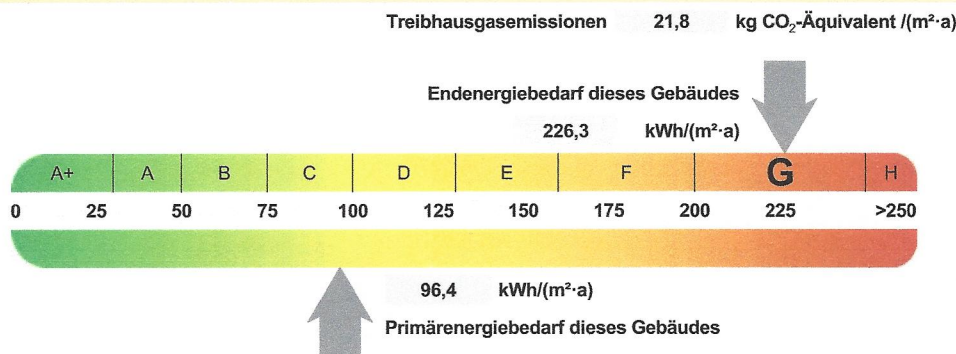 Treibhausgasemissionen 21,8 kg CO₂-Äquivalent /(m²·a)
Endenergiebedarf dieses Gebäudes
226,3 kWh/(m²·a)
A+ A B C D E F G H
0 25 50 75 100 125 150 175 200 225 >250
96,4 kWh/(m²·a)
Primärenergiebedarf dieses Gebäudes